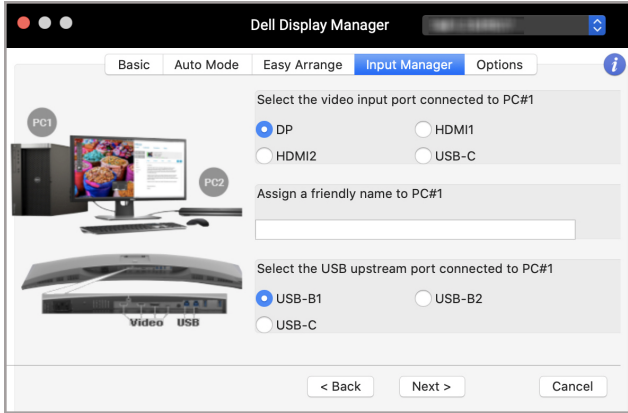 Dell Display Manager
Basic Auto Mode Easy Arrange Input Manager Options i
Select the video input port connected to PC#1
PC1
DP HDMI1
HDMI2 USB-C
PC2
Assign a friendly name to PC#1
Select the USB upstream port connected to PC#1
USB-B1 USB-B2
Video USB
USB-C
< Back Next > Cancel